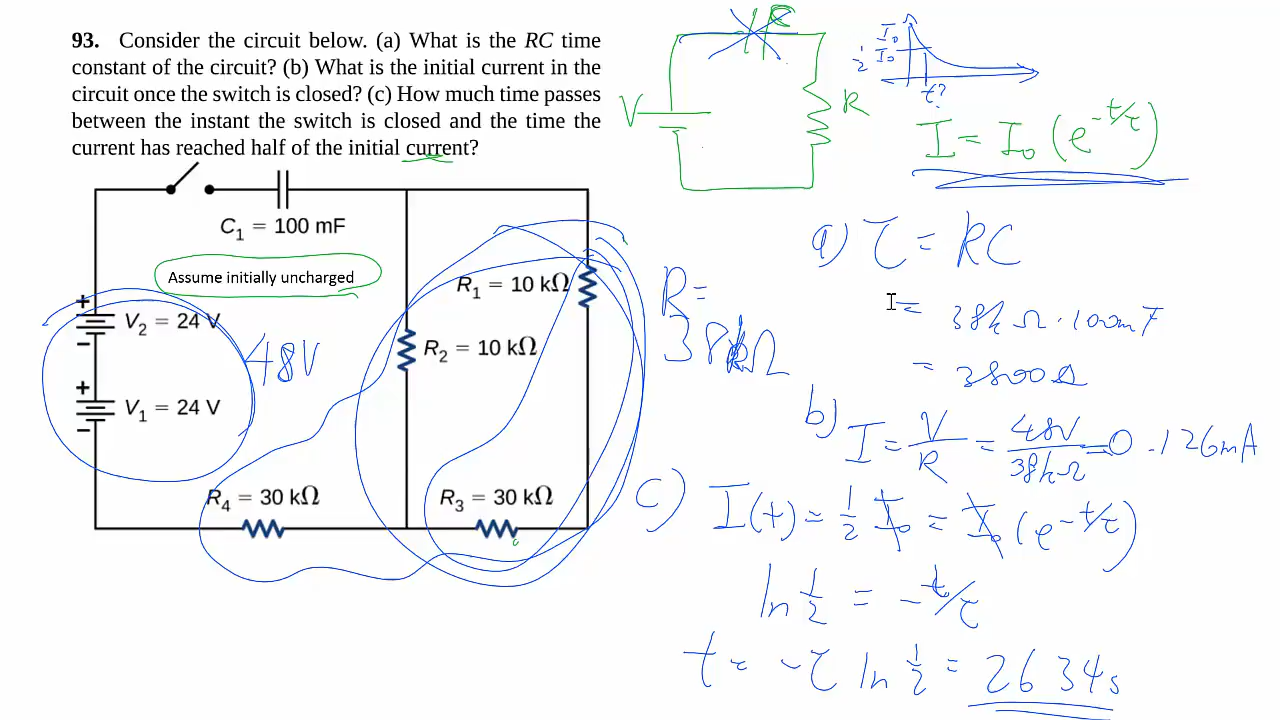 93. Consider the circuit below. (a) What is the RC time
constant of the circuit? (b) What is the initial current in the
circuit once the switch is closed? (c) How much time passes
between the instant the switch is closed and the time the
current has reached half of the initial current?
C₁ = 100 mF
Assume initially uncharged
+
V₂ = 24 V
−
+
V₁ = 24 V
−
48V
R₁ = 10 kΩ
R₂ = 10 kΩ
R₄ = 30 kΩ
R₃ = 30 kΩ
V
R
I₀
½ I₀
t?
I = I₀ (e^(-t/τ))
R =
38kΩ
a) τ = RC
= 38kΩ · 100mF
= 3800s
b) I = V/R = 48V/38kΩ = 0.126mA
c) I(t) = ½ I₀ = I₀ (e^(-t/τ))
ln ½ = -t/τ
t = -τ ln ½ = 2634s